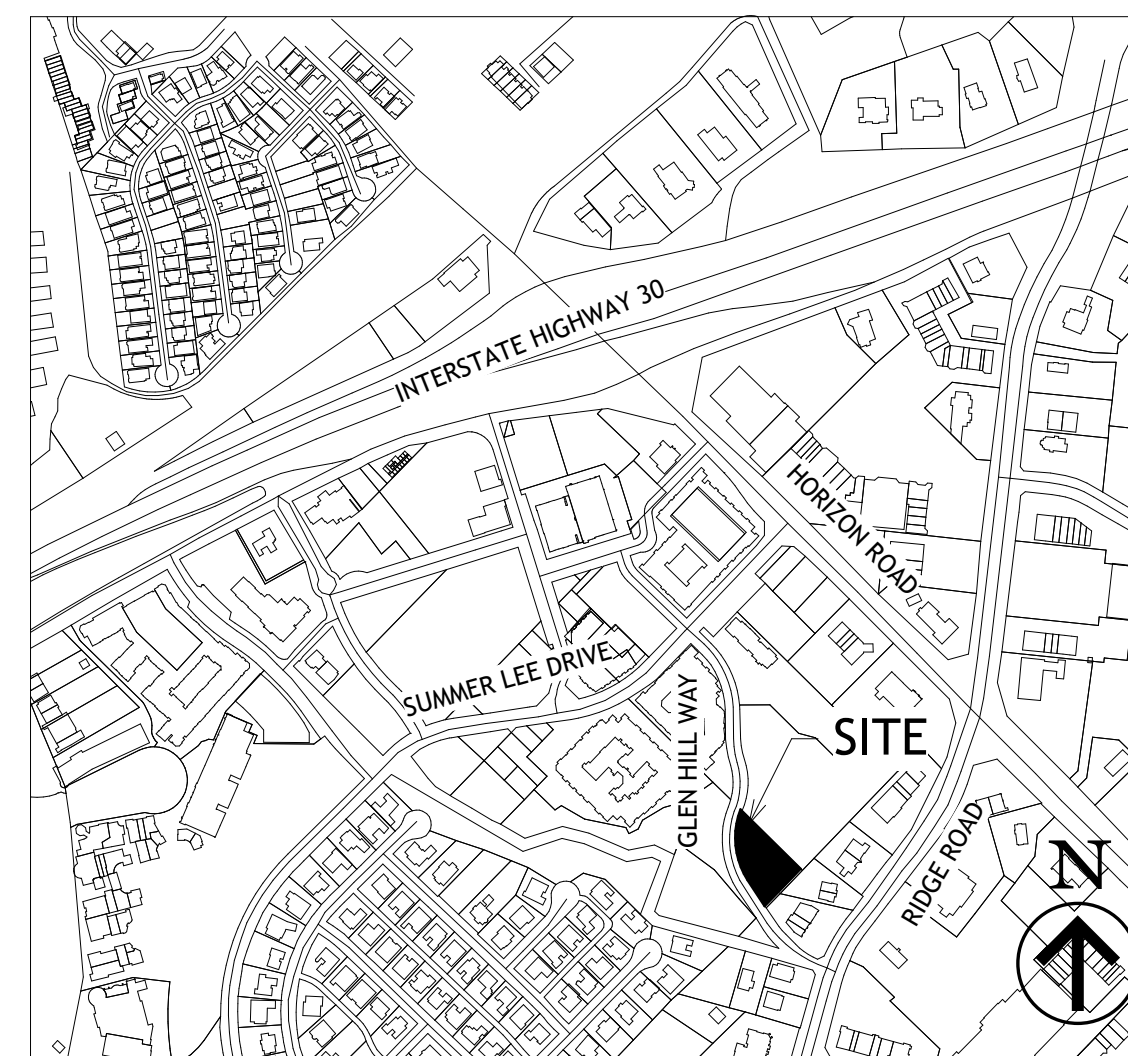 INTERSTATE HIGHWAY 30
HORIZON ROAD
SUMMER LEE DRIVE
GLEN HILL WAY
SITE
RIDGE ROAD
N